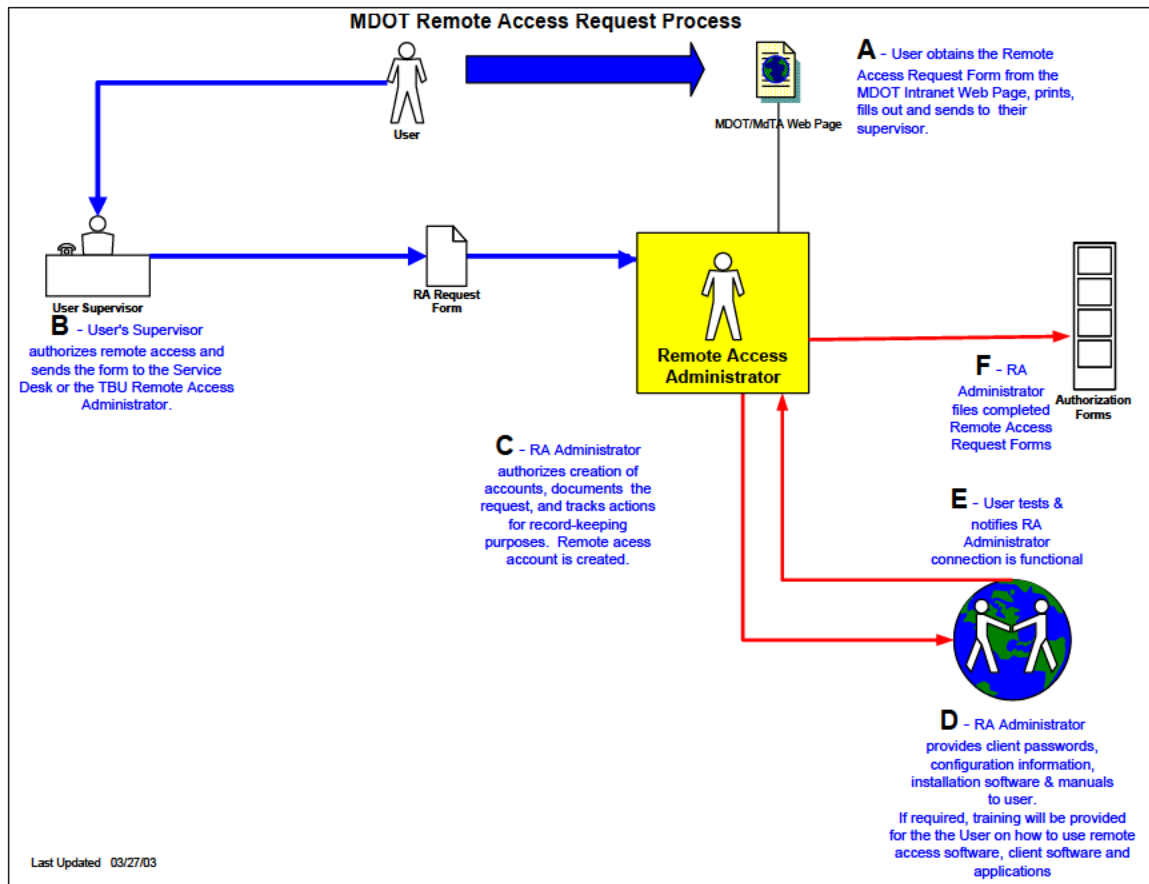 MDOT Remote Access Request Process
User
MDOT/MdTA Web Page
A - User obtains the Remote
Access Request Form from the
MDOT Intranet Web Page, prints,
fills out and sends to their
supervisor.
User Supervisor
B - User's Supervisor
authorizes remote access and
sends the form to the Service
Desk or the TBU Remote Access
Administrator.
RA Request
Form
Remote Access
Administrator
C - RA Administrator
authorizes creation of
accounts, documents the
request, and tracks actions
for record-keeping
purposes. Remote acess
account is created.
F - RA
Administrator
files completed
Remote Access
Request Forms
Authorization
Forms
E - User tests &
notifies RA
Administrator
connection is functional
D - RA Administrator
provides client passwords,
configuration information,
installation software & manuals
to user.
If required, training will be provided
for the the User on how to use remote
access software, client software and
applications
Last Updated 03/27/03